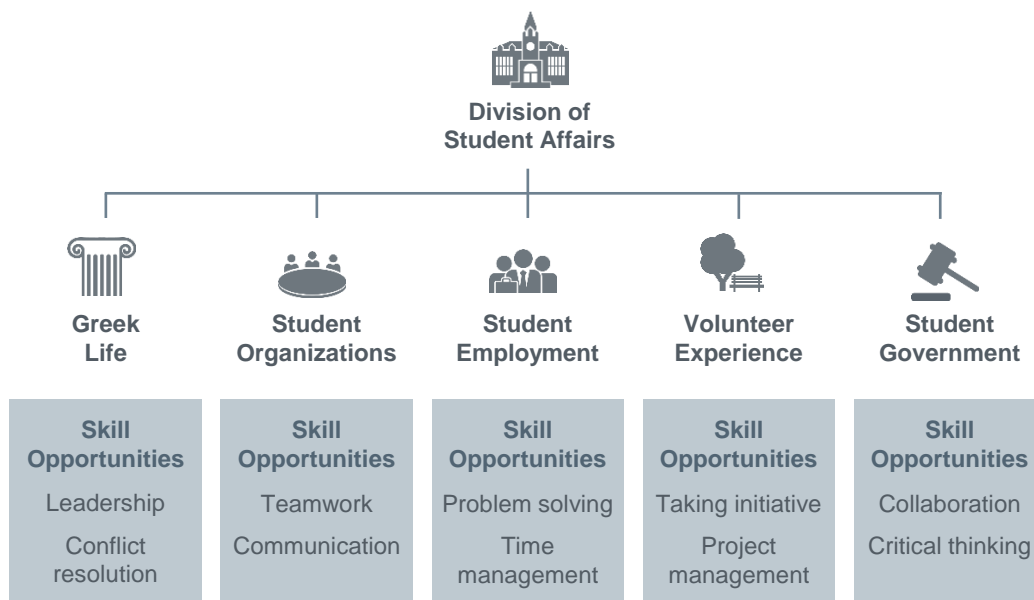 Division of
Student Affairs
Greek
Life
Student
Organizations
Student
Employment
Volunteer
Experience
Student
Government
Skill
Opportunities
Leadership
Conflict
resolution
Skill
Opportunities
Teamwork
Communication
Skill
Opportunities
Problem solving
Time
management
Skill
Opportunities
Taking initiative
Project
management
Skill
Opportunities
Collaboration
Critical thinking